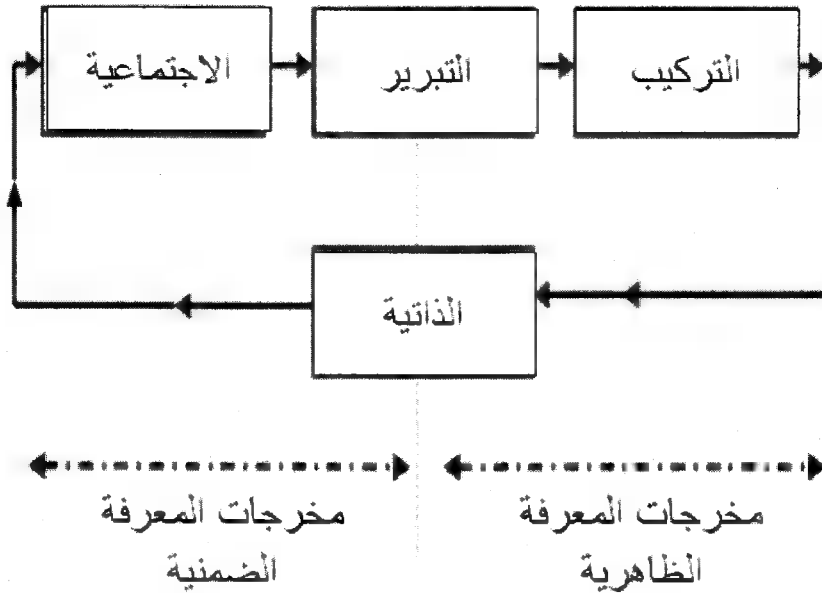 الاجتماعية
التبرير
التركيب
الذاتية
مخرجات المعرفة
الظاهرية
مخرجات المعرفة
الضمنية